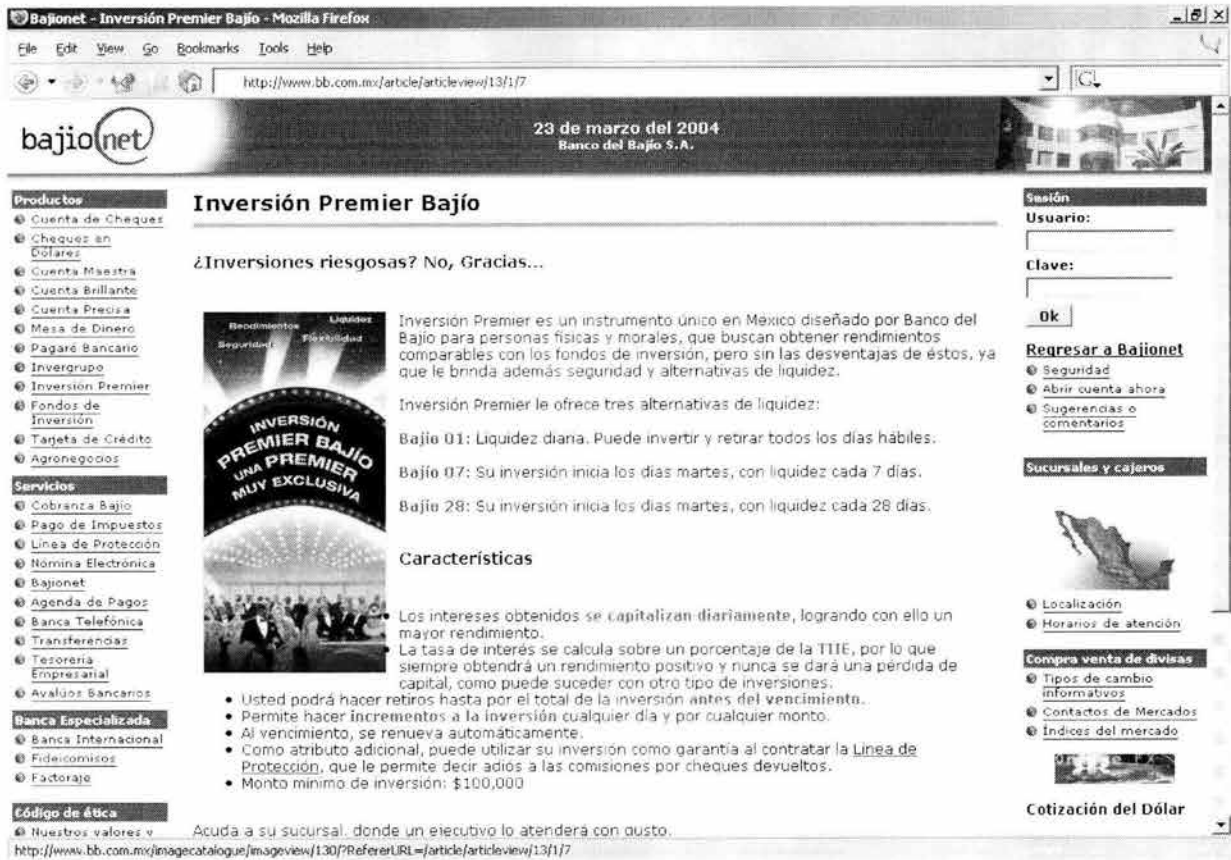 Bajionet - Inversión Premier Bajío - Mozilla Firefox
File Edit View Go Bookmarks Tools Help
http://www.bb.com.mx/article/articleview/13/1/7
bajionet
23 de marzo del 2004
Banco del Bajío S.A.
Productos
Cuenta de Cheques
Cheques en
Dólares
Cuenta Maestra
Cuenta Brillante
Cuenta Precisa
Mesa de Dinero
Pagaré Bancario
Invergrupo
Inversión Premier
Fondos de
Inversión
Tarjeta de Crédito
Agronegocios
Servicios
Cobranza Bajío
Pago de Impuestos
Línea de Protección
Nómina Electrónica
Bajionet
Agenda de Pagos
Banca Telefónica
Transferencias
Tesorería
Empresarial
Avalúos Bancarios
Banca Especializada
Banca Internacional
Fideicomisos
Factoraje
Código de ética
Nuestros valores y
Inversión Premier Bajío
¿Inversiones riesgosas? No, Gracias...
Rendimientos
Liquidez
Seguridad
Flexibilidad
INVERSIÓN
PREMIER BAJÍO
UNA PREMIER
MUY EXCLUSIVA
Inversión Premier es un instrumento único en México diseñado por Banco del
Bajío para personas físicas y morales, que buscan obtener rendimientos
comparables con los fondos de inversión, pero sin las desventajas de éstos, ya
que le brinda además seguridad y alternativas de liquidez.
Inversión Premier le ofrece tres alternativas de liquidez:
Bajío 01: Liquidez diaria. Puede invertir y retirar todos los días hábiles.
Bajío 07: Su inversión inicia los días martes, con liquidez cada 7 días.
Bajío 28: Su inversión inicia los días martes, con liquidez cada 28 días.
Características
Los intereses obtenidos se capitalizan diariamente, logrando con ello un
mayor rendimiento.
La tasa de interés se calcula sobre un porcentaje de la TIIE, por lo que
siempre obtendrá un rendimiento positivo y nunca se dará una pérdida de
capital, como puede suceder con otro tipo de inversiones.
Usted podrá hacer retiros hasta por el total de la inversión antes del vencimiento.
Permite hacer incrementos a la inversión cualquier día y por cualquier monto.
Al vencimiento, se renueva automáticamente.
Como atributo adicional, puede utilizar su inversión como garantía al contratar la Línea de
Protección, que le permite decir adiós a las comisiones por cheques devueltos.
Monto mínimo de inversión: $100,000
Acuda a su sucursal, donde un ejecutivo lo atenderá con gusto.
Sesión
Usuario:
Clave:
Ok
Regresar a Bajionet
Seguridad
Abrir cuenta ahora
Sugerencias o
comentarios
Sucursales y cajeros
Localización
Horarios de atención
Compra venta de divisas
Tipos de cambio
informativos
Contactos de Mercados
Índices del mercado
Cotización del Dólar
http://www.bb.com.mx/imagecatalogue/imageview/130/?RefererURL=/article/articleview/13/1/7